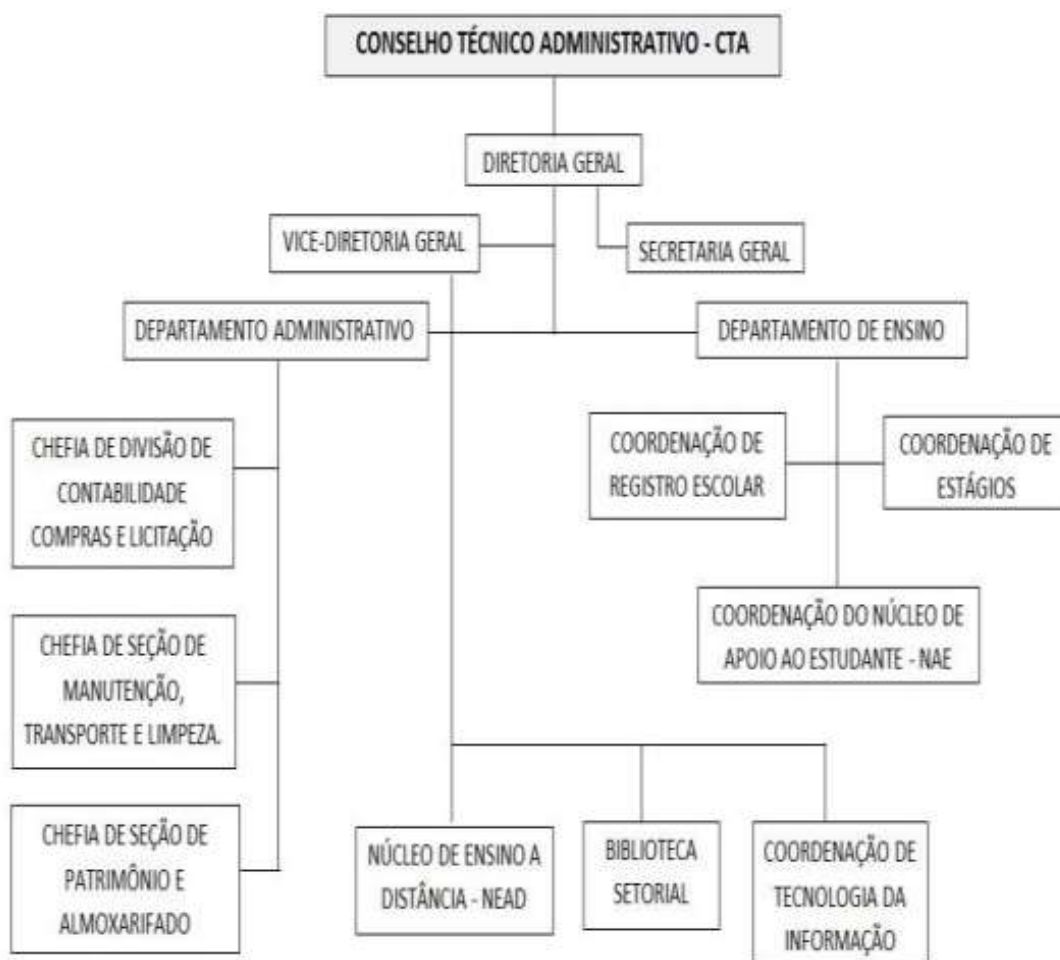 CONSELHO TÉCNICO ADMINISTRATIVO - CTA
DIRETORIA GERAL
VICE-DIRETORIA GERAL
SECRETARIA GERAL
DEPARTAMENTO ADMINISTRATIVO
DEPARTAMENTO DE ENSINO
CHEFIA DE DIVISÃO DE
CONTABILIDADE
COMPRAS E LICITAÇÃO
COORDENAÇÃO DE
REGISTRO ESCOLAR
COORDENAÇÃO DE
ESTÁGIOS
CHEFIA DE SEÇÃO DE
MANUTENÇÃO,
TRANSPORTE E LIMPEZA.
COORDENAÇÃO DO NÚCLEO DE
APOIO AO ESTUDANTE - NAE
CHEFIA DE SEÇÃO DE
PATRIMÔNIO E
ALMOXARIFADO
NÚCLEO DE ENSINO A
DISTÂNCIA - NEAD
BIBLIOTECA
SETORIAL
COORDENAÇÃO DE
TECNOLOGIA DA
INFORMAÇÃO